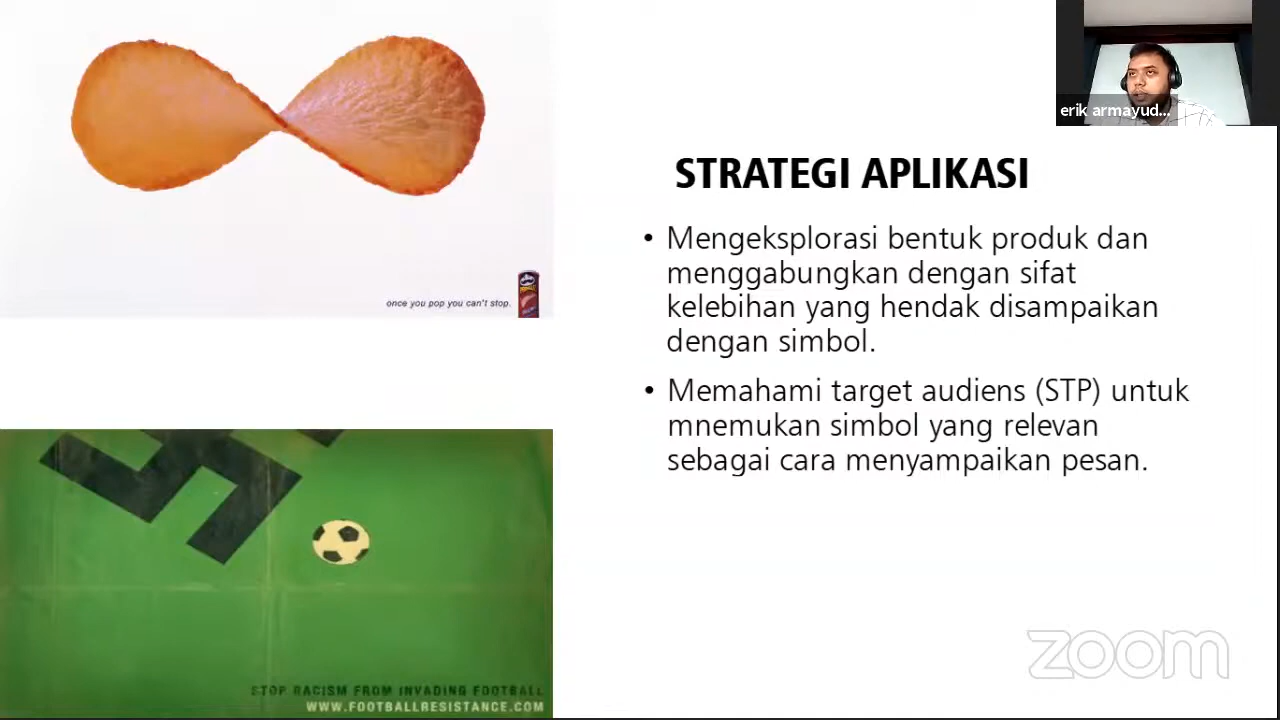 erik armayud...
STRATEGI APLIKASI
• Mengeksplorasi bentuk produk dan
menggabungkan dengan sifat
kelebihan yang hendak disampaikan
dengan simbol.
• Memahami target audiens (STP) untuk
mnemukan simbol yang relevan
sebagai cara menyampaikan pesan.
once you pop you can't stop.
STOP RACISM FROM INVADING FOOTBALL
WWW.FOOTBALLRESISTANCE.COM
zoom